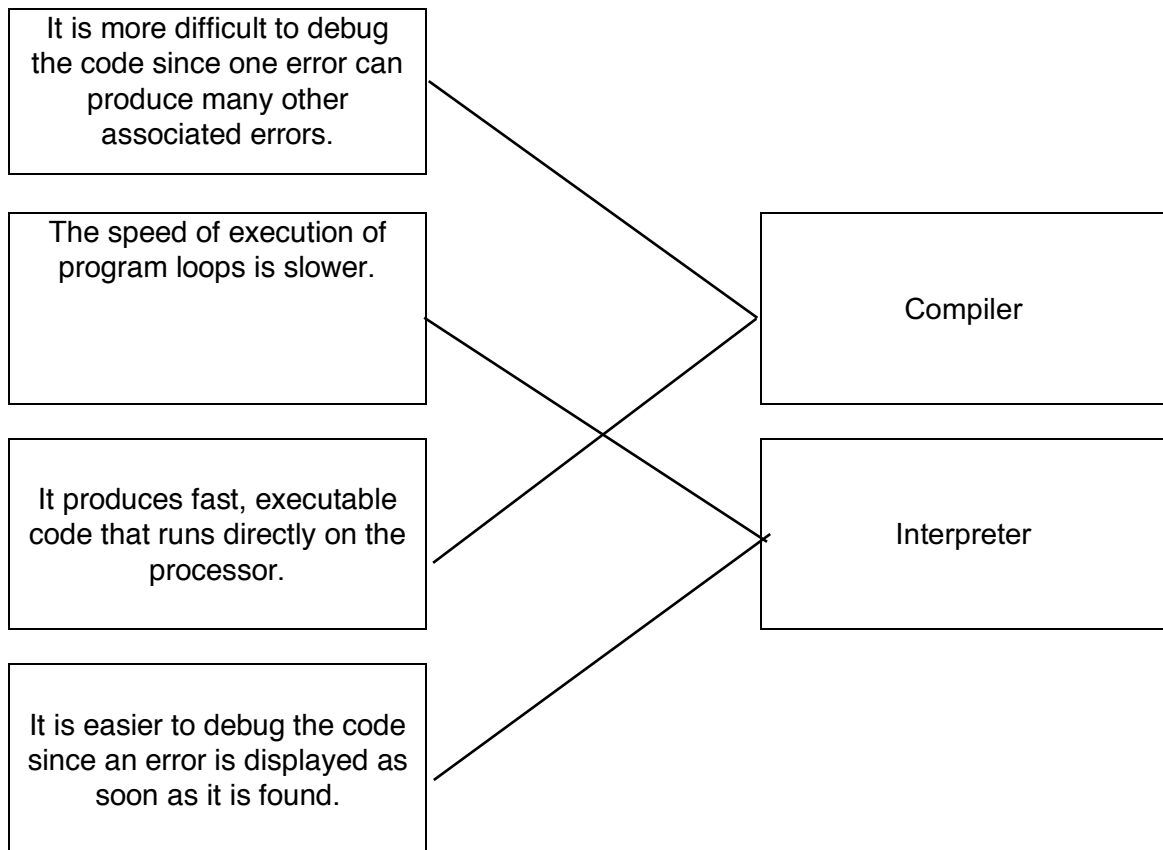 It is more difficult to debug
the code since one error can
produce many other
associated errors.
The speed of execution of
program loops is slower.
Compiler
It produces fast, executable
code that runs directly on the
processor.
Interpreter
It is easier to debug the code
since an error is displayed as
soon as it is found.